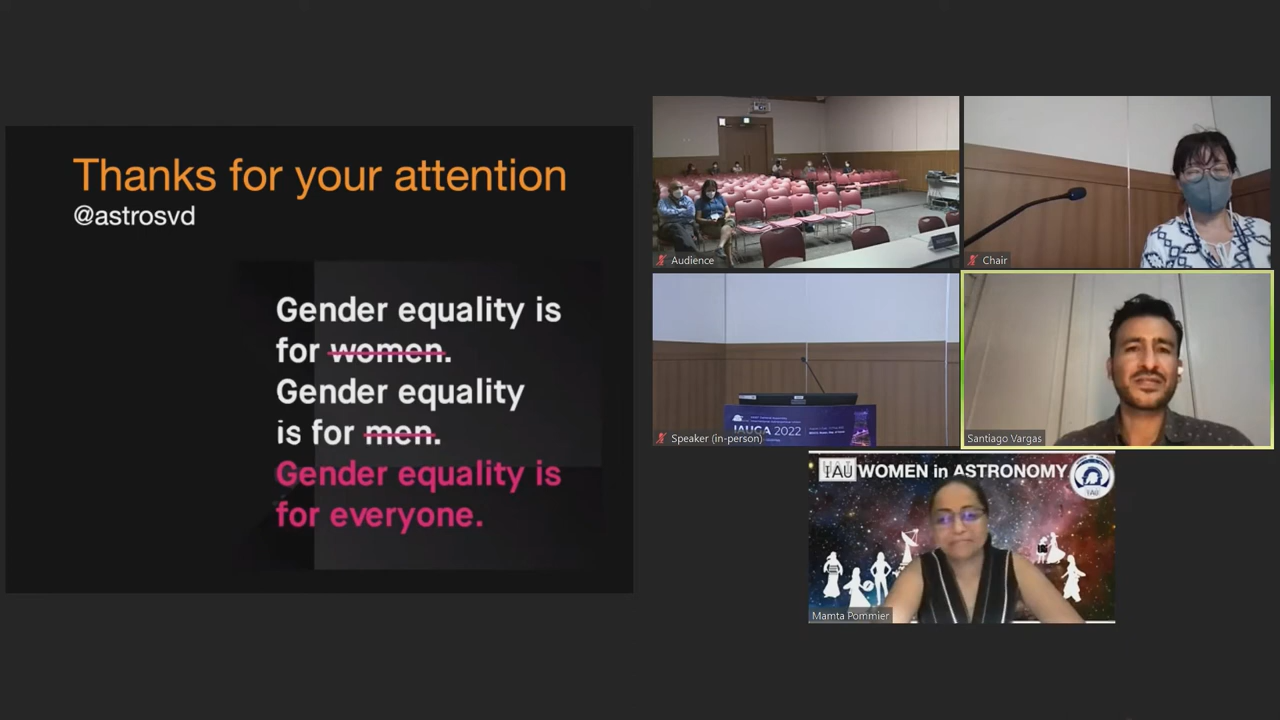 Thanks for your attention
@astrosvd
Gender equality is
for women.
Gender equality
is for men.
Gender equality is
for everyone.
Audience
Chair
IAUGA 2022
Speaker (in-person)
Santiago Vargas
IAU WOMEN in ASTRONOMY
IAU
Mamta Pommier